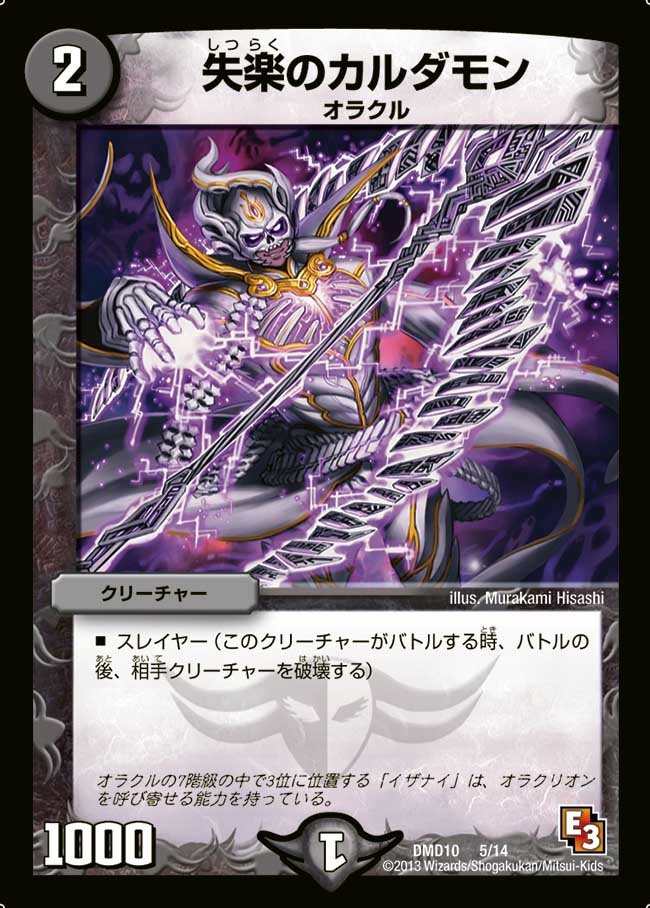 2
しつらく
失楽のカルダモン
オラクル
クリーチャー
illus. Murakami Hisashi
■ スレイヤー（このクリーチャーがバトルする時、バトルの
後、相手クリーチャーを破壊する）
オラクルの7階級の中で3位に位置する「イザナイ」は、オラクリオン
を呼び寄せる能力を持っている。
1000
1
DMD10 5/14
©2013 Wizards/Shogakukan/Mitsui-Kids
E3